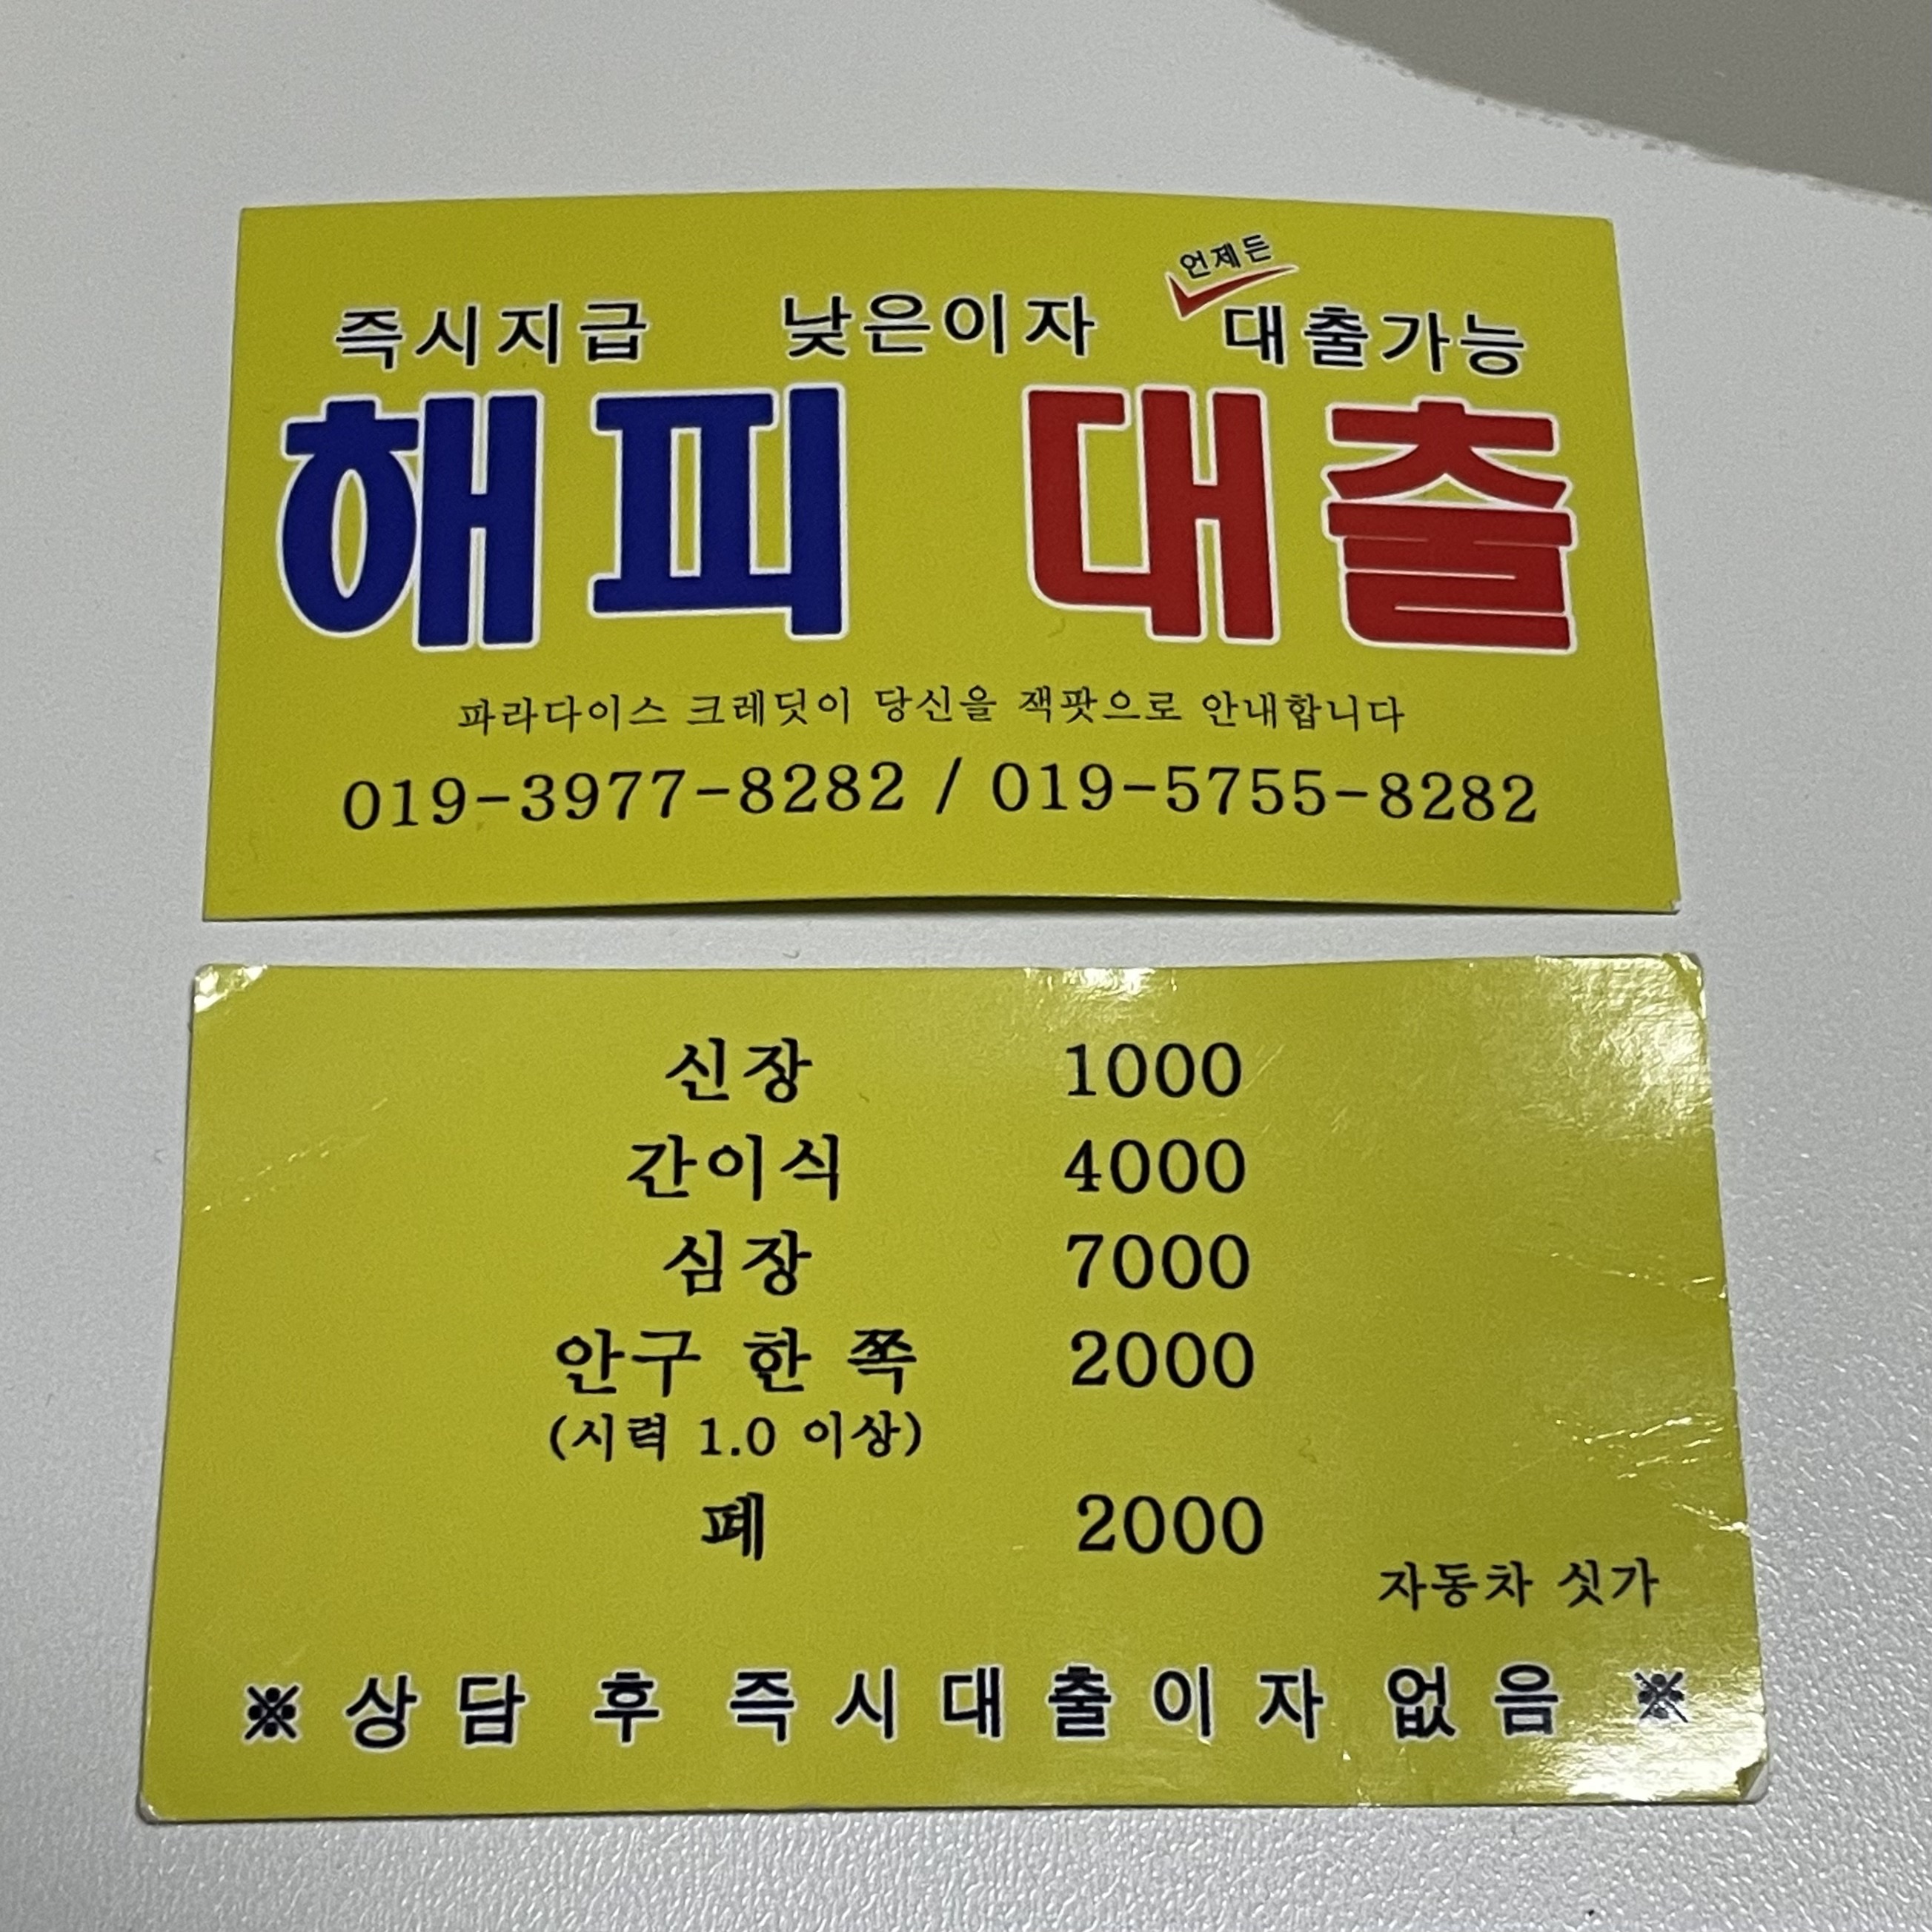 언제든
즉시지급 낮은이자 대출가능
해피 대출
파라다이스 크레딧이 당신을 잭팟으로 안내합니다
019-3977-8282 / 019-5755-8282
신장 1000
간이식 4000
심장 7000
안구 한 쪽 2000
(시력 1.0 이상)
폐 2000
자동차 싯가
※상담 후 즉시대출이자 없음※